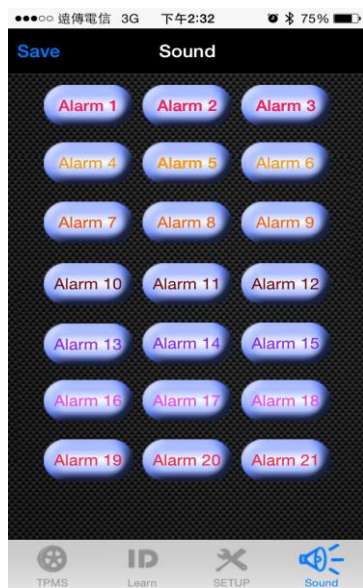 遠傳電信 3G 下午2:32 75%
Save Sound
Alarm 1 Alarm 2 Alarm 3
Alarm 4 Alarm 5 Alarm 6
Alarm 7 Alarm 8 Alarm 9
Alarm 10 Alarm 11 Alarm 12
Alarm 13 Alarm 14 Alarm 15
Alarm 16 Alarm 17 Alarm 18
Alarm 19 Alarm 20 Alarm 21
ID
TPMS Learn SETUP Sound